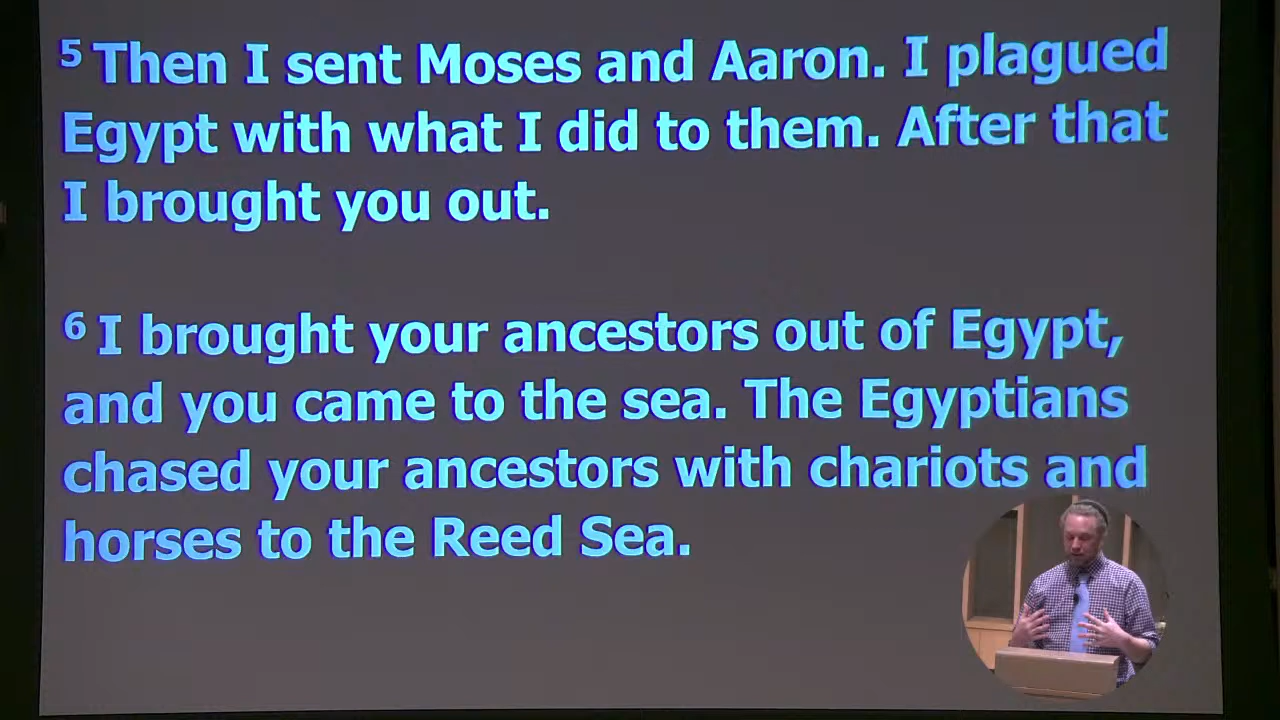 5 Then I sent Moses and Aaron. I plagued
Egypt with what I did to them. After that
I brought you out.
6 I brought your ancestors out of Egypt,
and you came to the sea. The Egyptians
chased your ancestors with chariots and
horses to the Reed Sea.